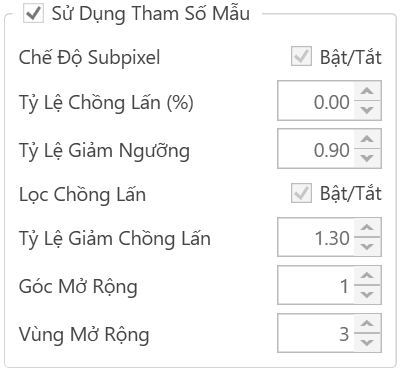 Sử Dụng Tham Số Mẫu
Chế Độ Subpixel Bật/Tắt
Tỷ Lệ Chồng Lấn (%) 0.00
Tỷ Lệ Giảm Ngưỡng 0.90
Lọc Chồng Lấn Bật/Tắt
Tỷ Lệ Giảm Chồng Lấn 1.30
Góc Mở Rộng 1
Vùng Mở Rộng 3